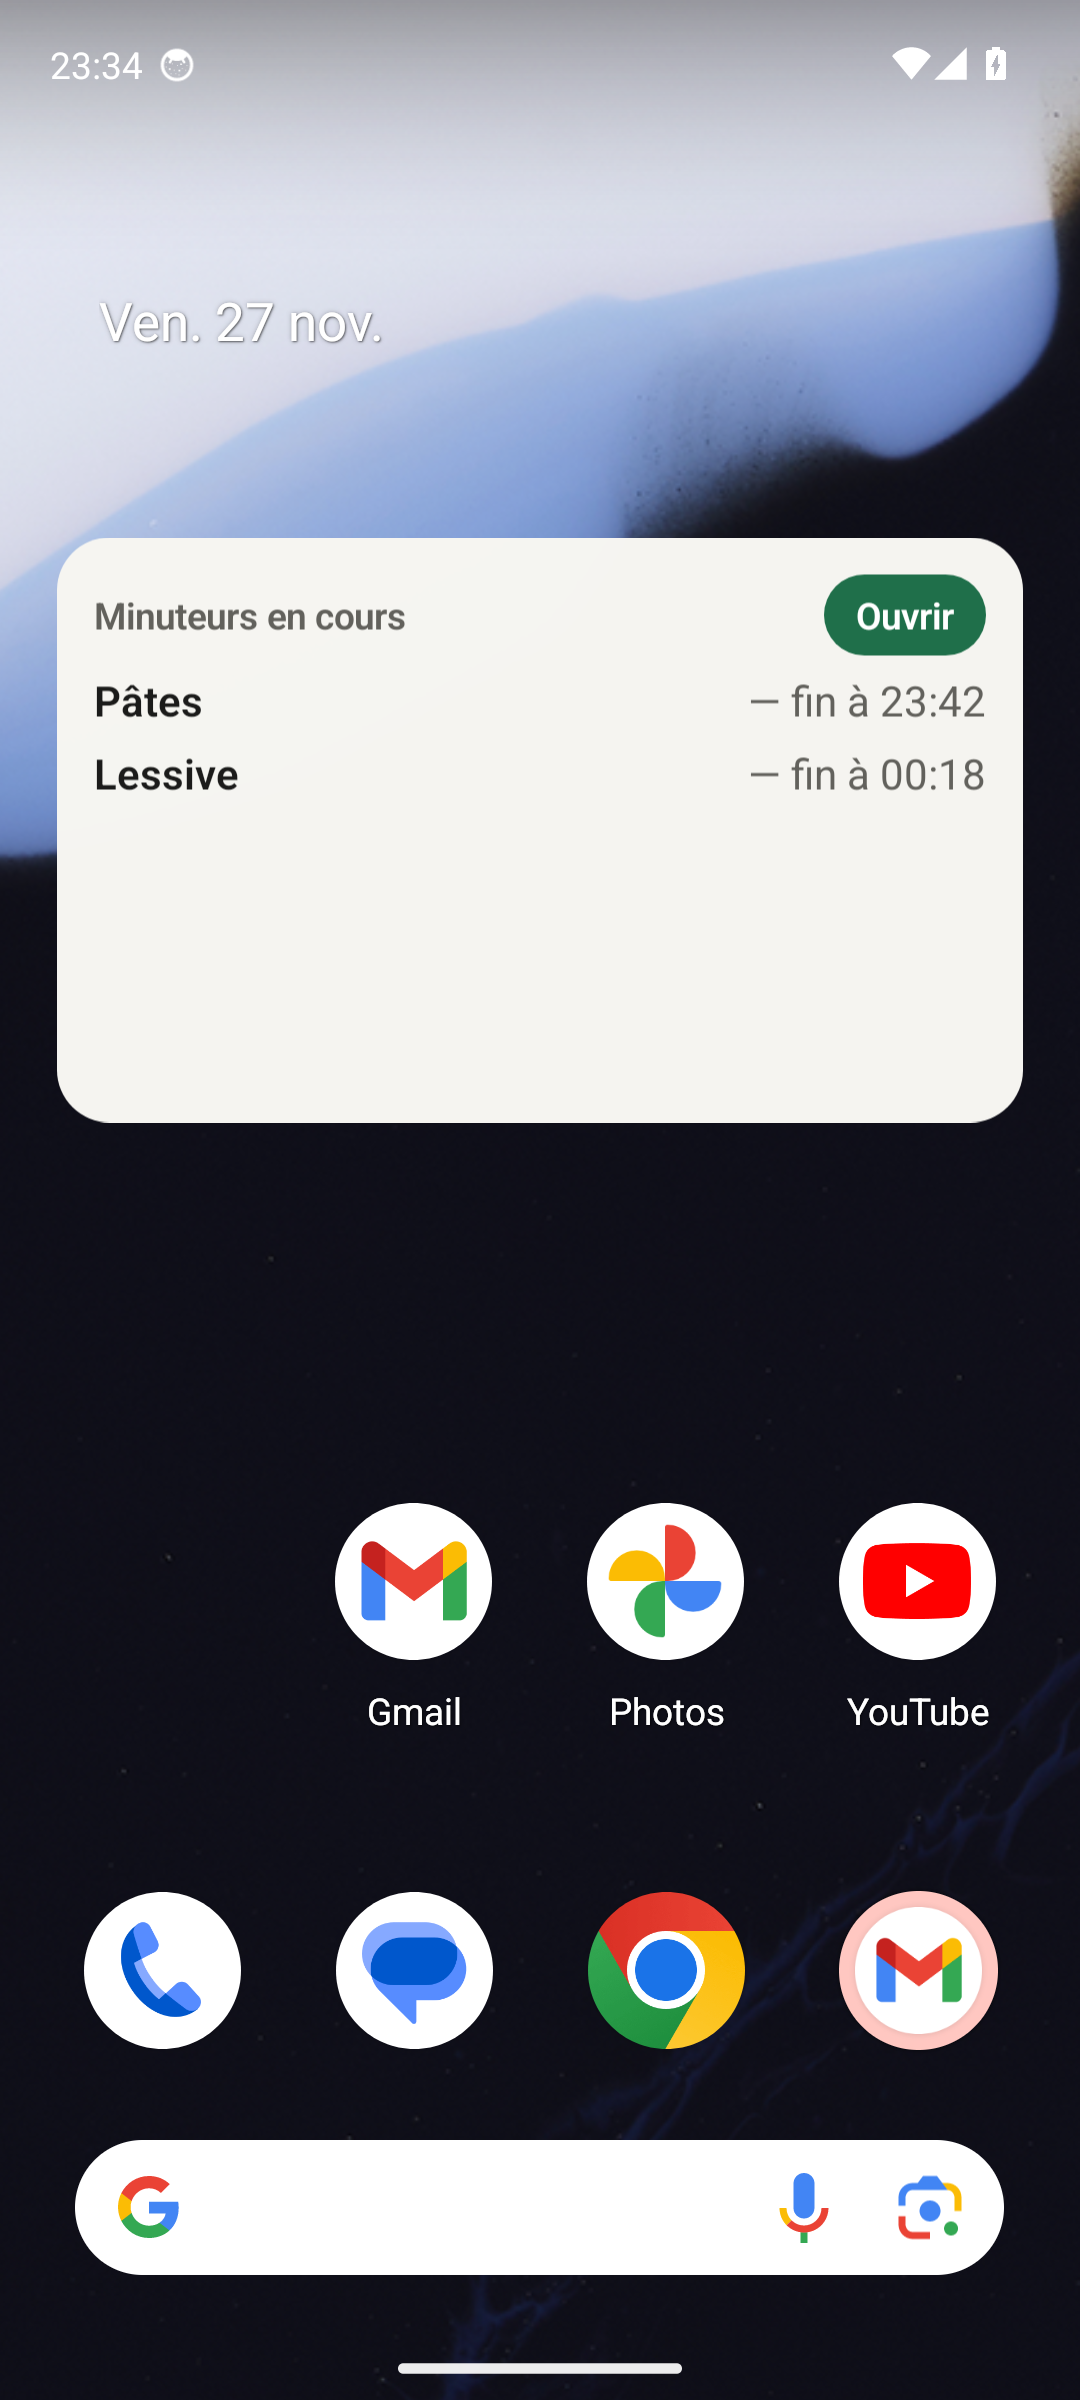 23:34
Ven. 27 nov.
Minuteurs en cours Ouvrir
Pâtes — fin à 23:42
Lessive — fin à 00:18
Gmail Photos YouTube